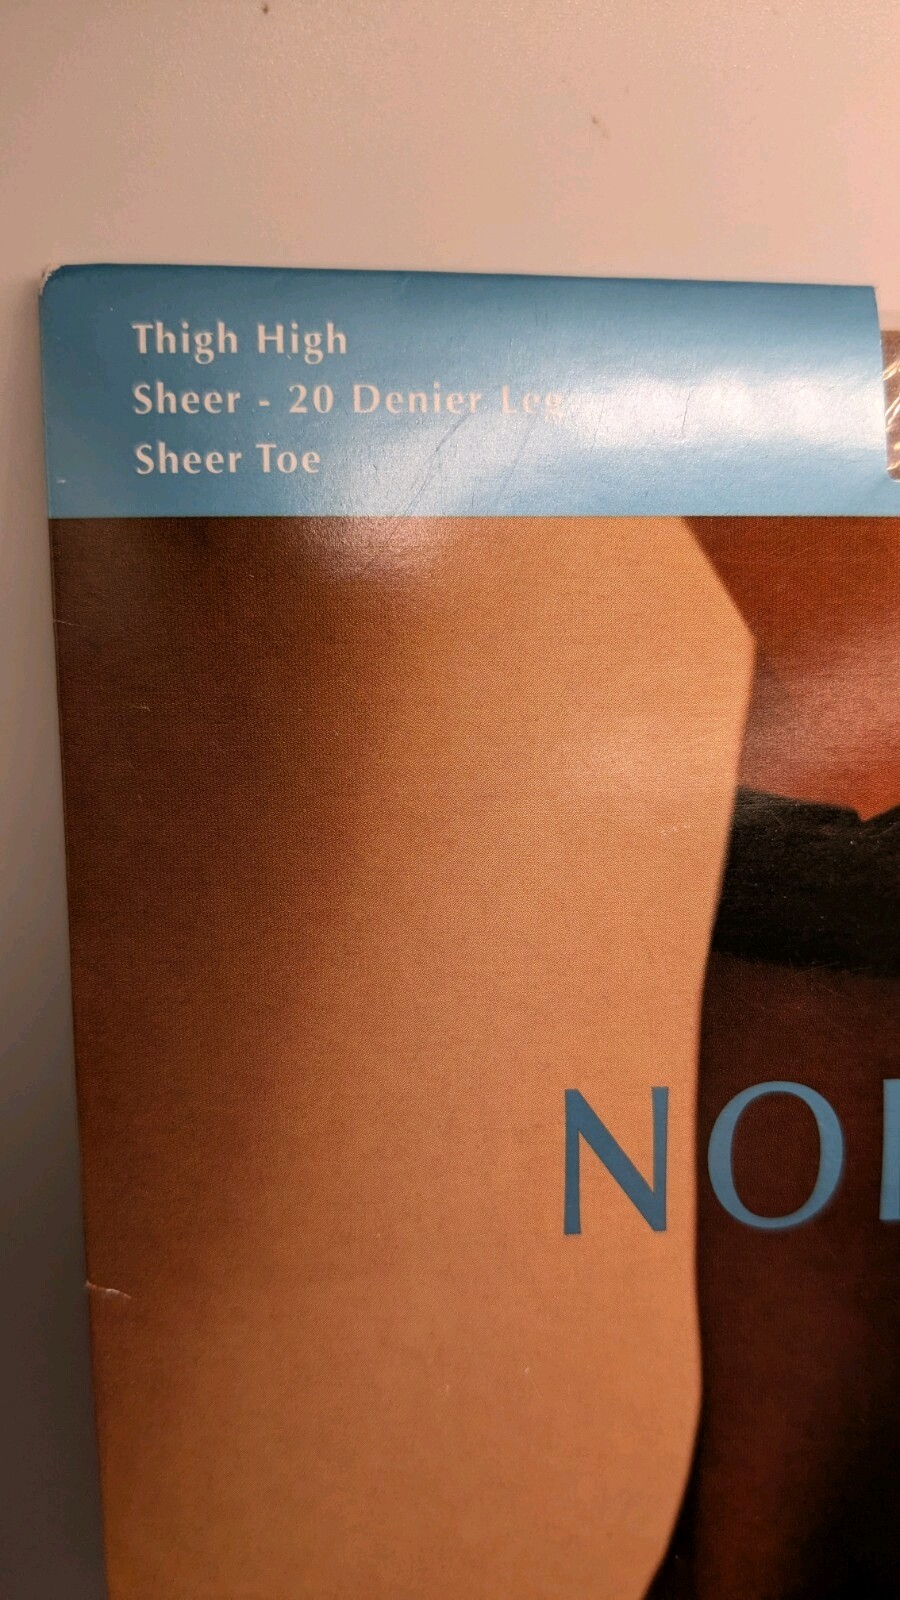 Thigh High
Sheer - 20 Denier Leg
Sheer Toe
NO